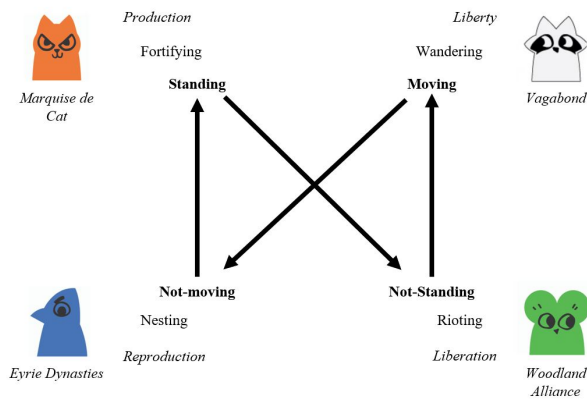 Production
Liberty
Fortifying
Wandering
Standing
Moving
Marquise de
Cat
Vagabond
Not-moving
Not-Standing
Nesting
Rioting
Reproduction
Liberation
Eyrie Dynasties
Woodland
Alliance